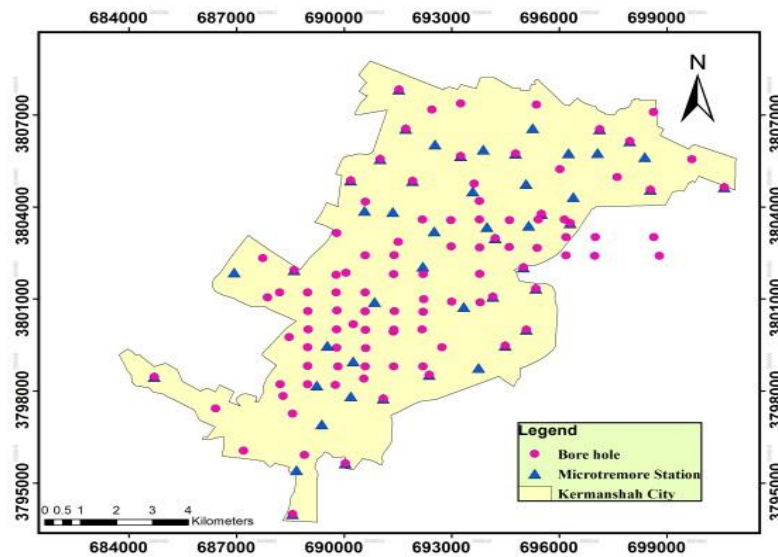 684000 687000 690000 693000 696000 699000
N
3807000 3807000
3804000 3804000
3801000 3801000
3798000 3798000
3795000 3795000
Legend
Bore hole
Microtremore Station
Kermanshah City
0 0.5 1 2 3 4
Kilometers
684000 687000 690000 693000 696000 699000